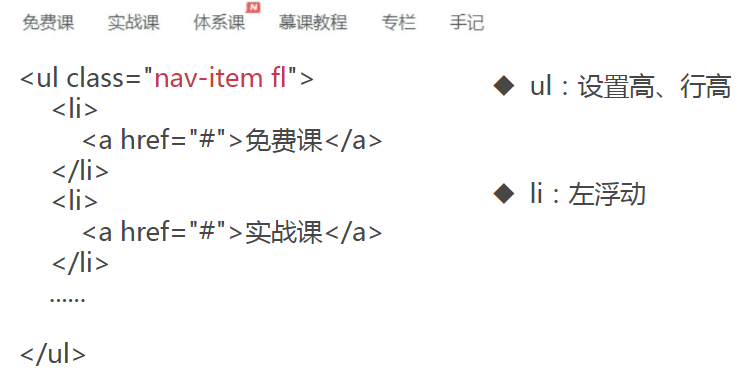 免费课 实战课 体系课 N 慕课教程 专栏 手记
<ul class="nav-item fl">
<li>
<a href="#">免费课</a>
</li>
<li>
<a href="#">实战课</a>
</li>
......
</ul>
◆ ul：设置高、行高
◆ li：左浮动